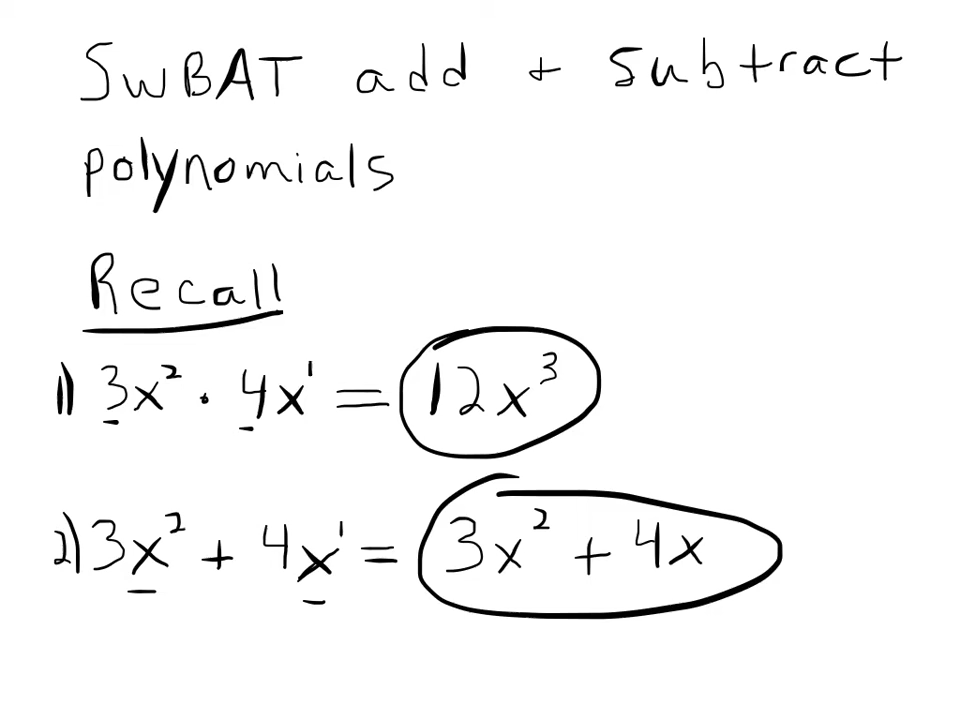 SWBAT add + subtract
polynomials
Recall
1) 3x² · 4x¹ = 12x³
2) 3x² + 4x¹ = 3x² + 4x